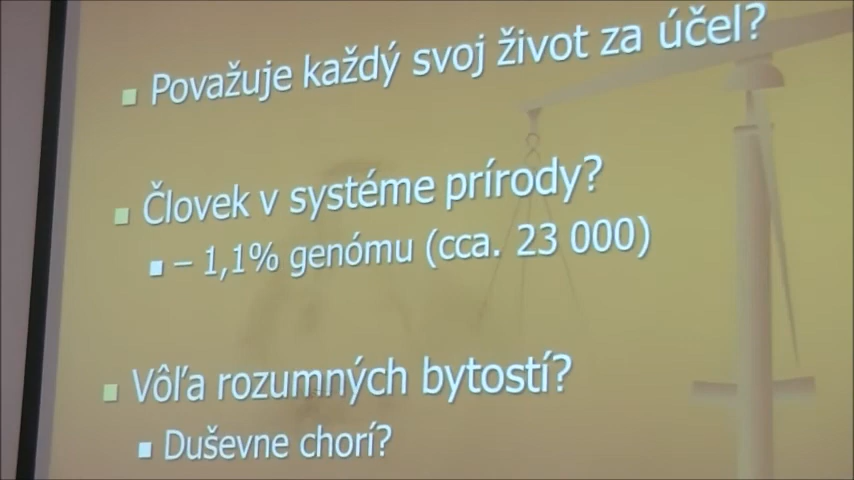 Považuje každý svoj život za účel?
Človek v systéme prírody?
– 1,1% genómu (cca. 23 000)
Vôľa rozumných bytostí?
Duševne chorí?